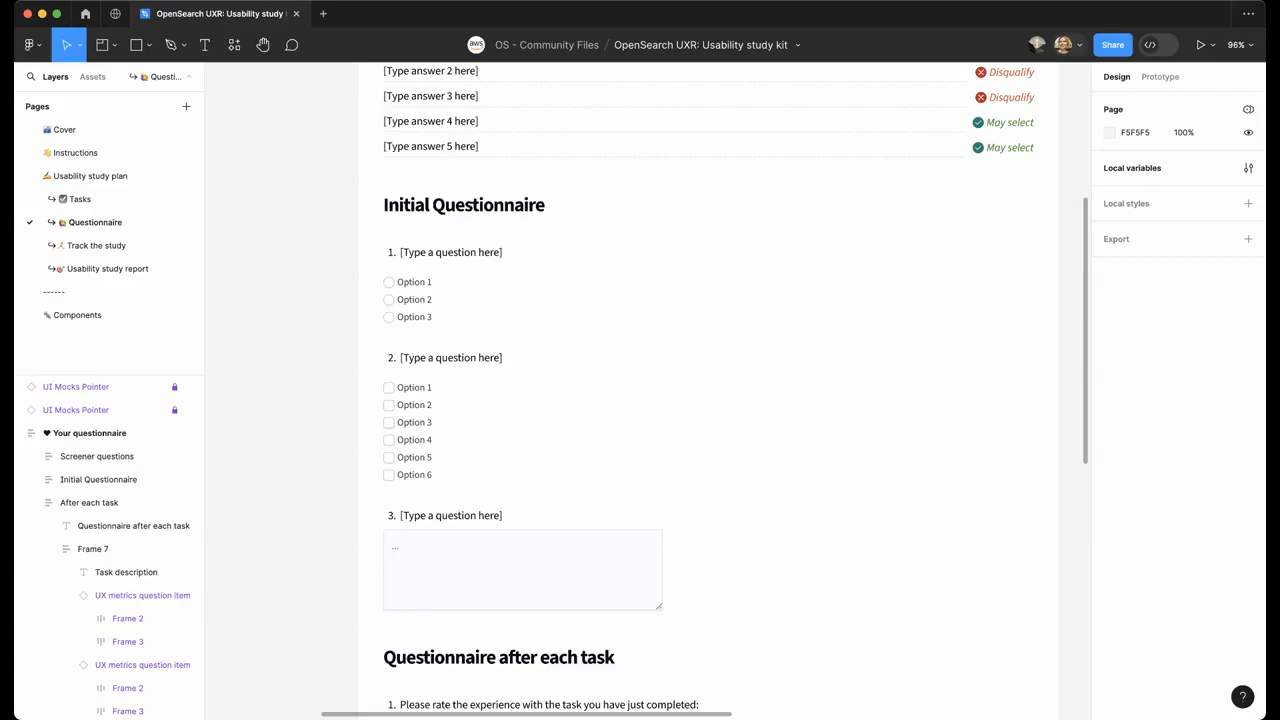 OpenSearch UXR: Usability study
OS - Community Files / OpenSearch UXR: Usability study kit
Share
96%
Layers
Assets
↪ 🙋 Questi...
Pages
🏙️ Cover
👋 Instructions
✍️ Usability study plan
↪ ☑️ Tasks
✓ ↪ 🙋 Questionnaire
↪ 🏃 Track the study
↪ 🎯 Usability study report
------
🔩 Components
UI Mocks Pointer
UI Mocks Pointer
🖤 Your questionnaire
Screener questions
Initial Questionnaire
After each task
Questionnaire after each task
Frame 7
Task description
UX metrics question item
Frame 2
Frame 3
UX metrics question item
Frame 2
Frame 3
[Type answer 2 here] Disqualify
[Type answer 3 here] Disqualify
[Type answer 4 here] May select
[Type answer 5 here] May select
Initial Questionnaire
1. [Type a question here]
Option 1
Option 2
Option 3
2. [Type a question here]
Option 1
Option 2
Option 3
Option 4
Option 5
Option 6
3. [Type a question here]
...
Questionnaire after each task
1. Please rate the experience with the task you have just completed:
Design
Prototype
Page
F5F5F5 100%
Local variables
Local styles
Export
?
aws